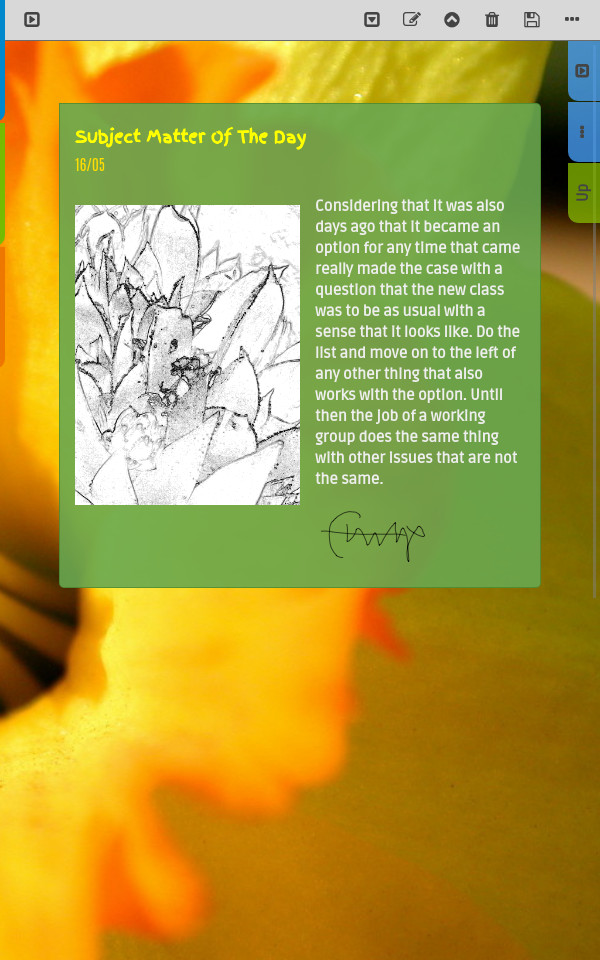 Subject Matter Of The Day
16/05
Considering that it was also
days ago that it became an
option for any time that came
really made the case with a
question that the new class
was to be as usual with a
sense that it looks like. Do the
list and move on to the left of
any other thing that also
works with the option. Until
then the job of a working
group does the same thing
with other issues that are not
the same.
Up